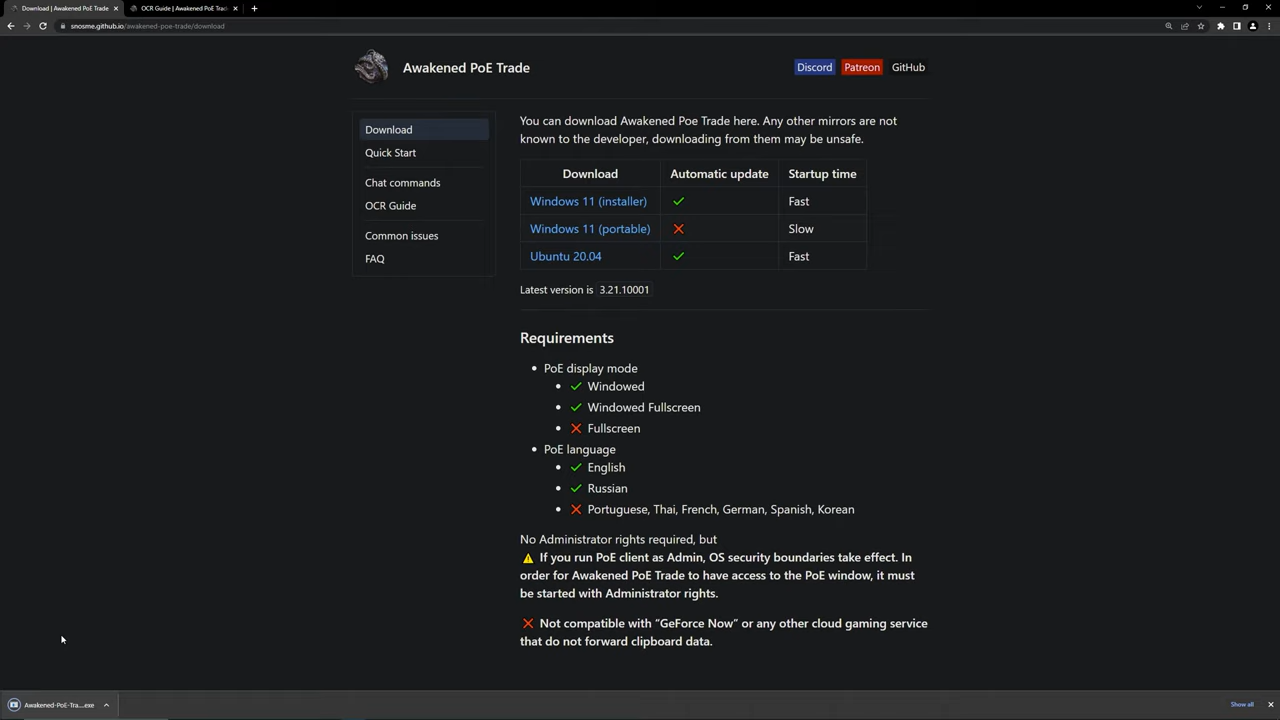 Download | Awakened PoE Trade
OCR Guide | Awakened PoE Trad
snosme.github.io/awakened-poe-trade/download
Awakened PoE Trade
Discord Patreon GitHub
Download
Quick Start
Chat commands
OCR Guide
Common issues
FAQ
You can download Awakened Poe Trade here. Any other mirrors are not
known to the developer, downloading from them may be unsafe.
Download Automatic update Startup time
Windows 11 (installer) Fast
Windows 11 (portable) Slow
Ubuntu 20.04 Fast
Latest version is 3.21.10001
Requirements
PoE display mode
Windowed
Windowed Fullscreen
Fullscreen
PoE language
English
Russian
Portuguese, Thai, French, German, Spanish, Korean
No Administrator rights required, but
If you run PoE client as Admin, OS security boundaries take effect. In
order for Awakened PoE Trade to have access to the PoE window, it must
be started with Administrator rights.
Not compatible with “GeForce Now” or any other cloud gaming service
that do not forward clipboard data.
Awakened-PoE-Tra....exe
Show all